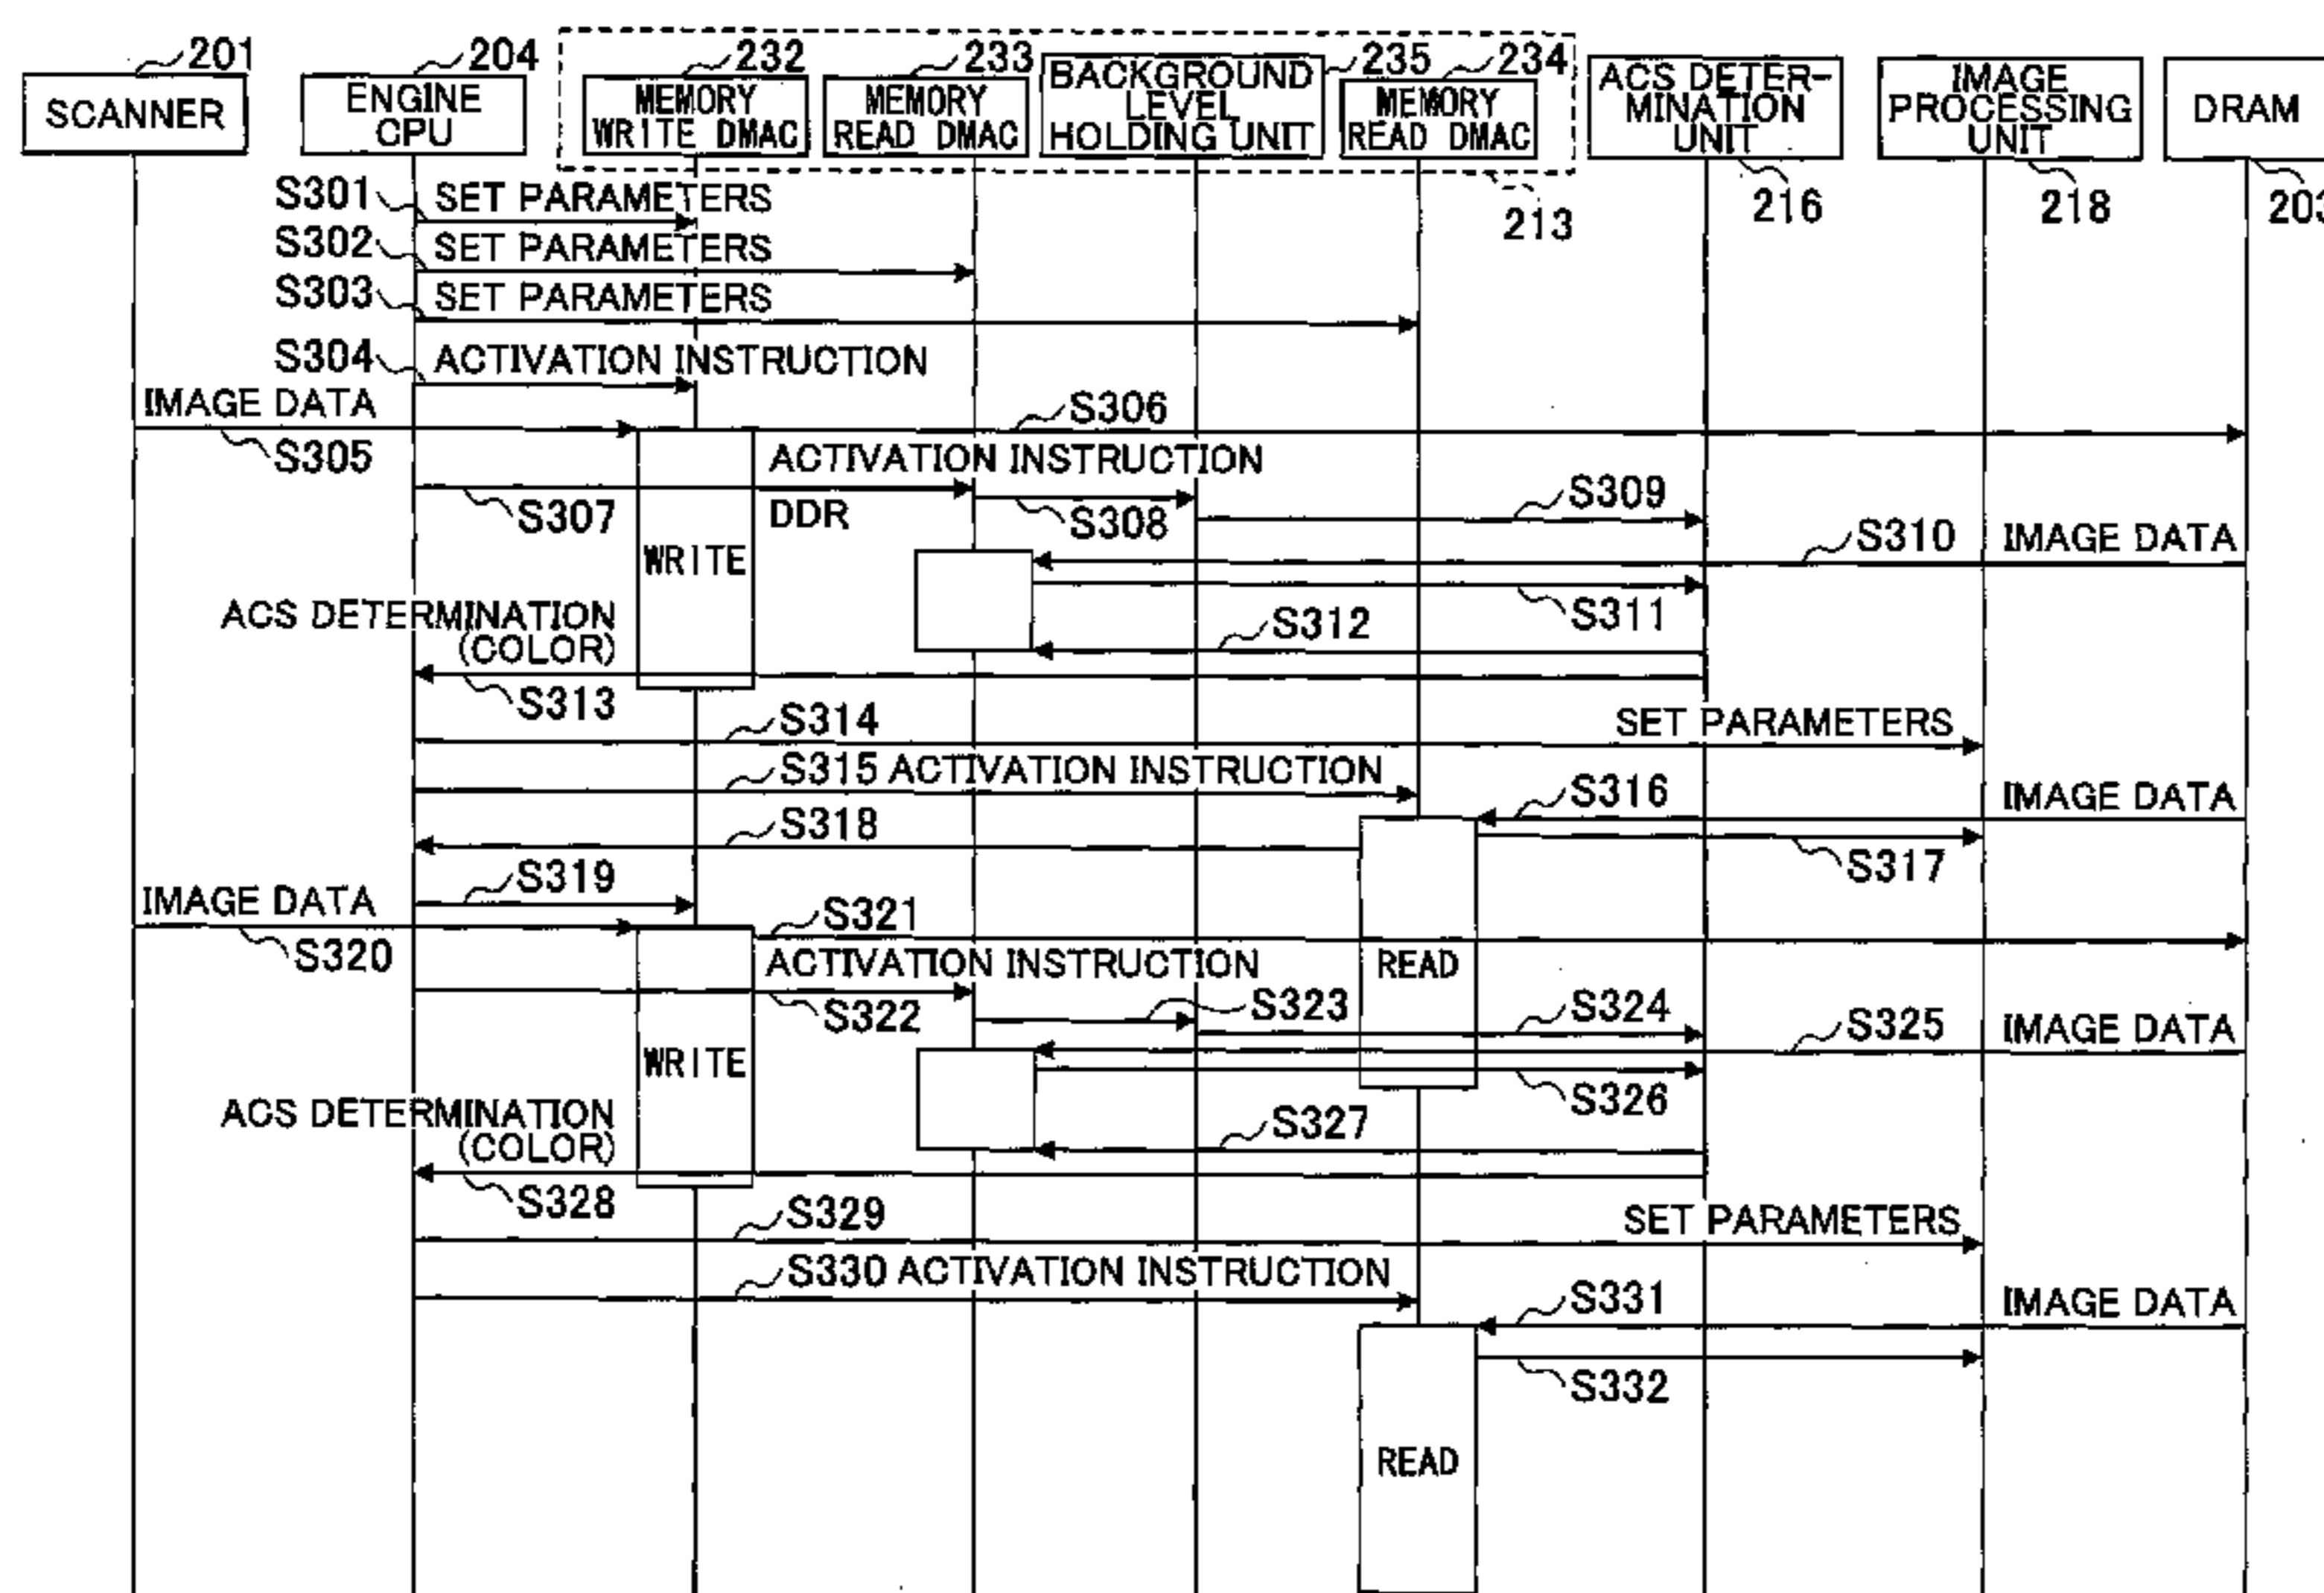 201
204
232
233
235
234
SCANNER
ENGINE
CPU
MEMORY
WRITE DMAC
MEMORY
READ DMAC
BACKGROUND
LEVEL
HOLDING UNIT
MEMORY
READ DMAC
ACS DETER-
MINATION
UNIT
IMAGE
PROCESSING
UNIT
DRAM
213
216
218
S301 SET PARAMETERS
S302 SET PARAMETERS
S303 SET PARAMETERS
S304 ACTIVATION INSTRUCTION
IMAGE DATA
S306
S305
ACTIVATION INSTRUCTION
S307
DDR
S308
S309
S310 IMAGE DATA
WRITE
S311
ACS DETERMINATION
(COLOR)
S312
S313
S314 SET PARAMETERS
S315 ACTIVATION INSTRUCTION
S316 IMAGE DATA
S318
S317
S319
IMAGE DATA
S321
S320
ACTIVATION INSTRUCTION
READ
S322
S323
S324
S325 IMAGE DATA
WRITE
S326
ACS DETERMINATION
(COLOR)
S327
S328
S329 SET PARAMETERS
S330 ACTIVATION INSTRUCTION
S331 IMAGE DATA
S332
READ